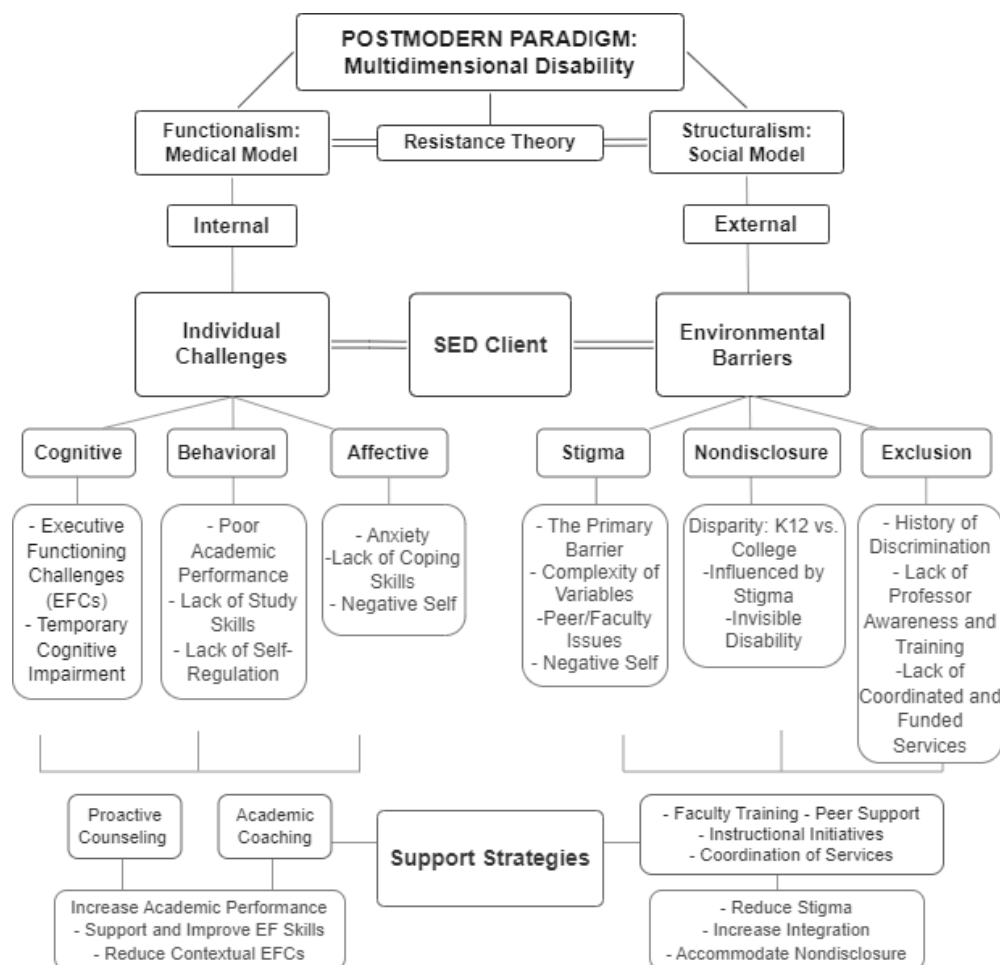 POSTMODERN PARADIGM:
Multidimensional Disability
Functionalism:
Medical Model
Resistance Theory
Structuralism:
Social Model
Internal
External
Individual
Challenges
SED Client
Environmental
Barriers
Cognitive
Behavioral
Affective
Stigma
Nondisclosure
Exclusion
- Executive
Functioning
Challenges
(EFCs)
- Temporary
Cognitive
Impairment
- Poor
Academic
Performance
- Lack of Study
Skills
- Lack of Self-
Regulation
- Anxiety
-Lack of Coping
Skills
- Negative Self
- The Primary
Barrier
- Complexity of
Variables
-Peer/Faculty
Issues
- Negative Self
Disparity: K12 vs.
College
-Influenced by
Stigma
- Invisible
Disability
- History of
Discrimination
- Lack of
Professor
Awareness and
Training
-Lack of
Coordinated and
Funded
Services
Proactive
Counseling
Academic
Coaching
Support Strategies
- Faculty Training - Peer Support
- Instructional Initiatives
- Coordination of Services
Increase Academic Performance
- Support and Improve EF Skills
- Reduce Contextual EFCs
- Reduce Stigma
- Increase Integration
- Accommodate Nondisclosure